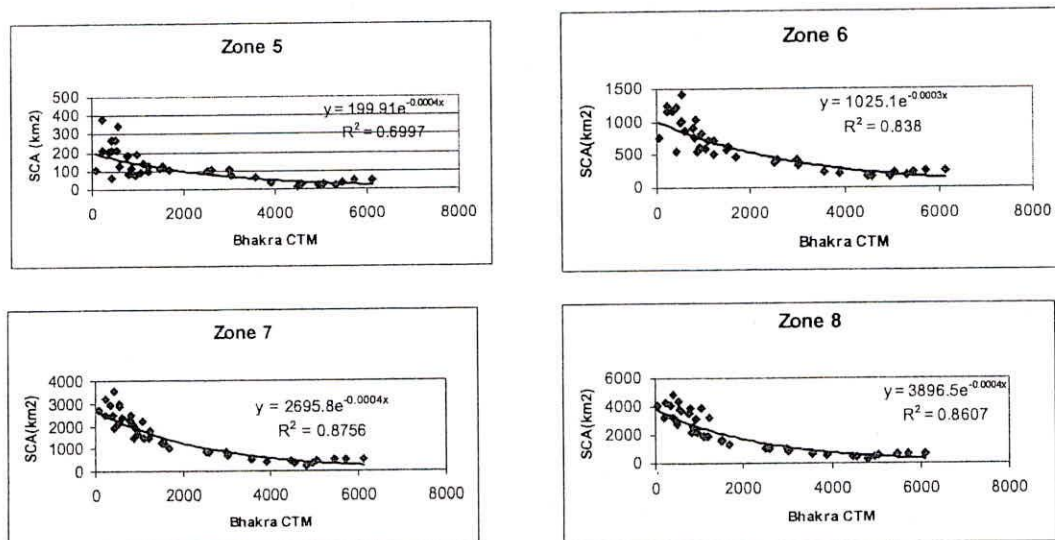 Zone 5
500
400
300
200
100
0
SCA (km2)
y = 199.91e^-0.0004x
R² = 0.6997
0 2000 4000 6000 8000
Bhakra CTM
Zone 6
1500
1000
500
0
SCA (km2)
y = 1025.1e^-0.0003x
R² = 0.838
0 2000 4000 6000 8000
Bhakra CTM
Zone 7
4000
3000
2000
1000
0
SCA(km2)
y = 2695.8e^-0.0004x
R² = 0.8756
0 2000 4000 6000 8000
Bhakra CTM
Zone 8
6000
4000
2000
0
SCA(km2)
y = 3896.5e^-0.0004x
R² = 0.8607
0 2000 4000 6000 8000
Bhakra CTM